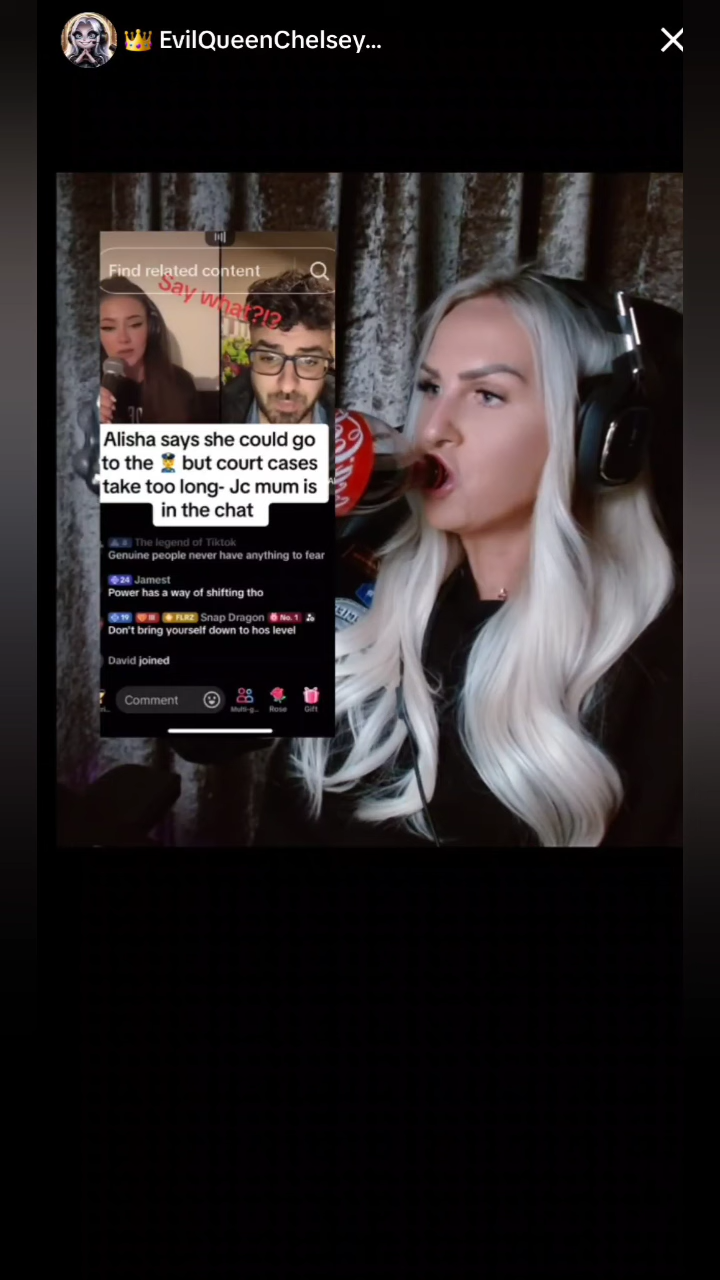 👑 EvilQueenChelsey...
Find related content
Say what?!?
Alisha says she could go
to the 👮 but court cases
take too long- Jc mum is
in the chat
The legend of Tiktok
Genuine people never have anything to fear
24 Jamest
Power has a way of shifting tho
19 III FLRZ Snap Dragon No. 1
Don't bring yourself down to hos level
David joined
Comment
Multi-g... Rose Gift